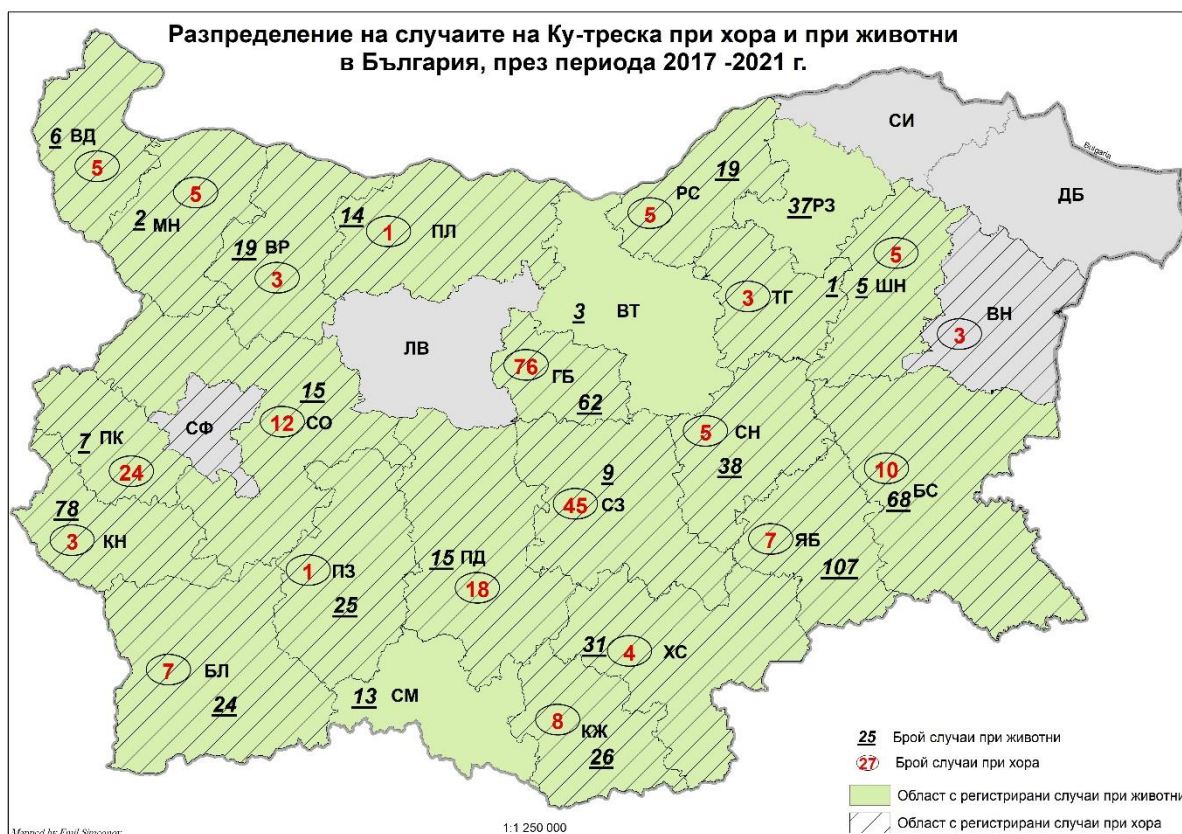 Разпределение на случаите на Ку-треска при хора и при животни
в България, през периода 2017 -2021 г.
СИ
Bulgaria
ДБ
6 ВД
5
5
2 МН
19 ВР
3
14
1
ПЛ
19
РС
5
37 РЗ
5
5 ШН
1
3 ТГ
ВН
3
3 ВТ
ЛВ
76
ГБ
62
15
12 СО
СФ
7 ПК
24
78
3 КН
5 СН
38
9
45 СЗ
10
68 БС
7 ЯБ
107
1 ПЗ
25
15 ПД
18
31
4 ХС
7 БЛ
24
13 СМ
8 КЖ
26
25 Брой случаи при животни
27 Брой случаи при хора
Област с регистрирани случаи при животни
Област с регистрирани случаи при хора
Mapped by Emil Simeonov
1:1 250 000